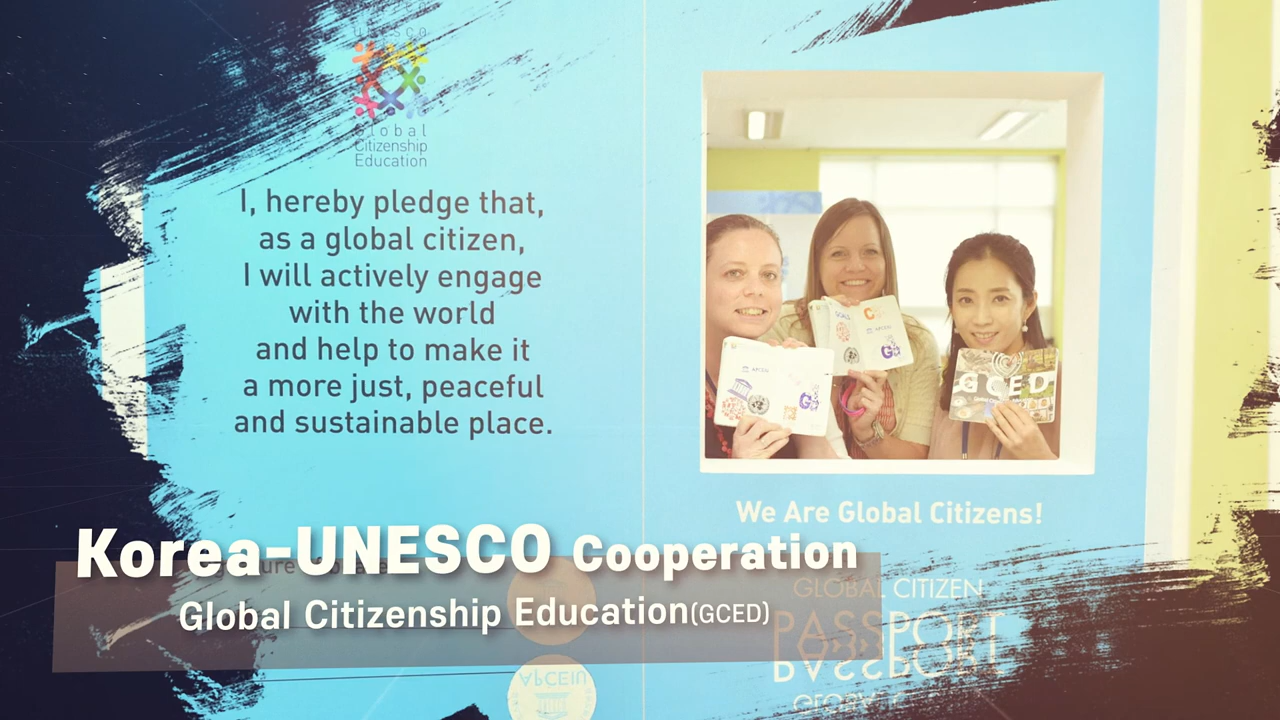 unesco
Global
Citizenship
Education
I, hereby pledge that,
as a global citizen,
I will actively engage
with the world
and help to make it
a more just, peaceful
and sustainable place.
GCED
We Are Global Citizens!
Korea-UNESCO Cooperation
Global Citizenship Education(GCED)
GLOBAL CITIZEN
PASSPORT
APCEIU